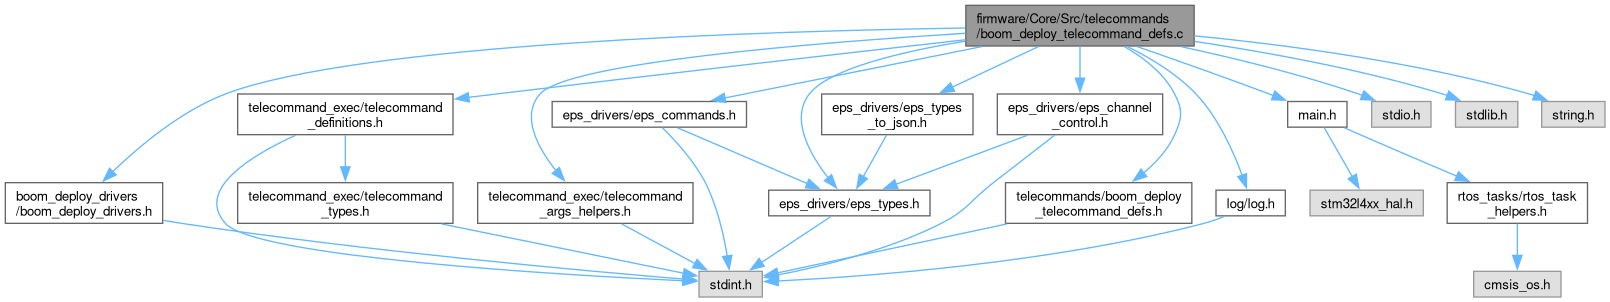 firmware/Core/Src/telecommands
/boom_deploy_telecommand_defs.c
telecommand_exec/telecommand
_definitions.h
eps_drivers/eps_commands.h
eps_drivers/eps_types
_to_json.h
eps_drivers/eps_channel
_control.h
main.h
stdio.h
stdlib.h
string.h
boom_deploy_drivers
/boom_deploy_drivers.h
telecommand_exec/telecommand
_types.h
telecommand_exec/telecommand
_args_helpers.h
eps_drivers/eps_types.h
telecommands/boom_deploy
_telecommand_defs.h
log/log.h
stm32l4xx_hal.h
rtos_tasks/rtos_task
_helpers.h
stdint.h
cmsis_os.h